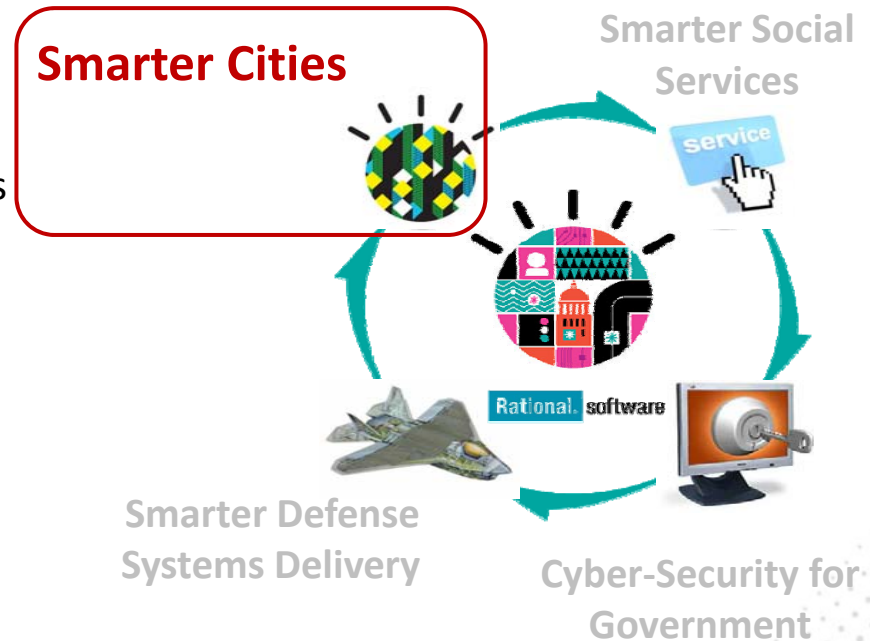 Smarter Cities
Smarter Social
Services
service
s
Rational. software
Smarter Defense
Systems Delivery
Cyber-Security for
Government